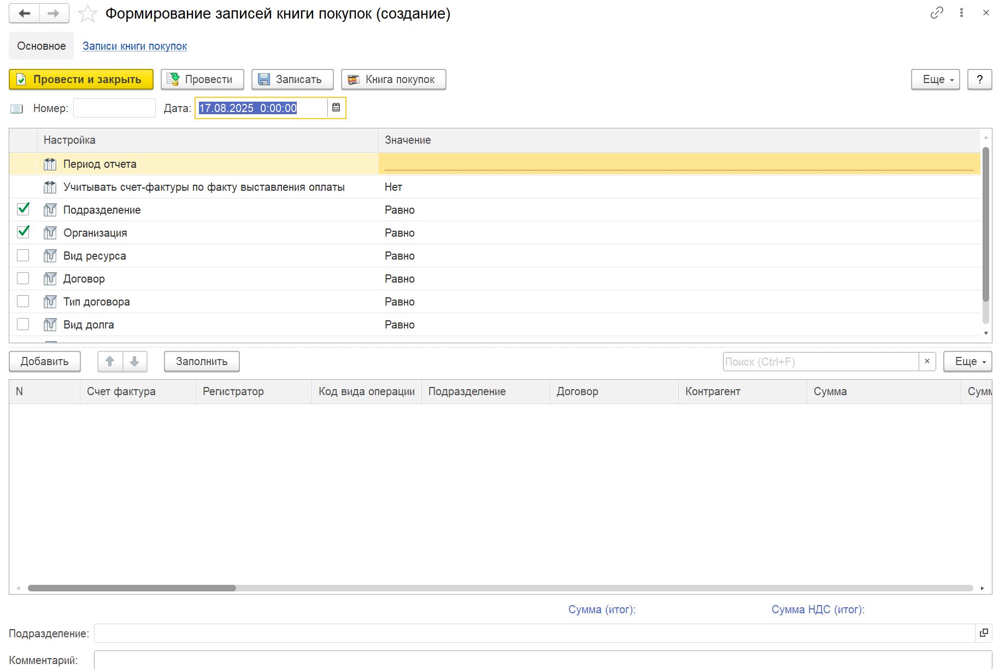 Формирование записей книги покупок (создание)
Основное Записи книги покупок
Провести и закрыть Провести Записать Книга покупок Еще ?
Номер: Дата: 17.08.2025 0:00:00
Настройка Значение
Период отчета
Учитывать счет-фактуры по факту выставления оплаты Нет
Подразделение Равно
Организация Равно
Вид ресурса Равно
Договор Равно
Тип договора Равно
Вид долга Равно
Добавить Заполнить Поиск (Ctrl+F) × Еще
N Счет фактура Регистратор Код вида операции Подразделение Договор Контрагент Сумма Сумм
Сумма (итог): Сумма НДС (итог):
Подразделение:
Комментарий: